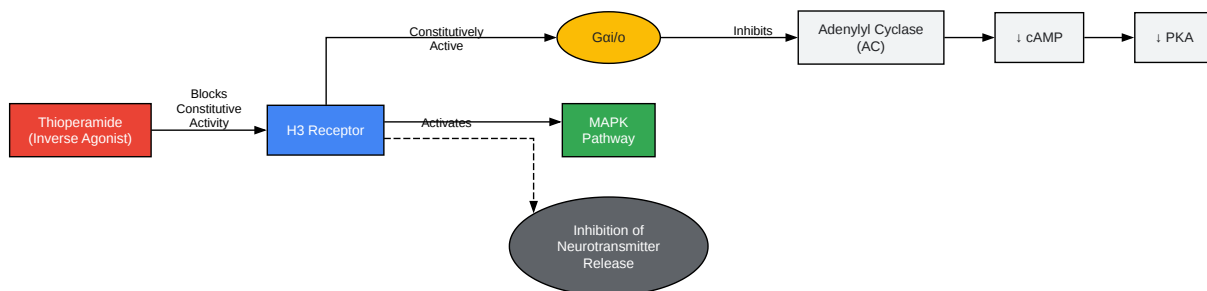 Constitutively
Active
Gαi/o
Inhibits
Adenylyl Cyclase
(AC)
↓ cAMP
↓ PKA
Thioperamide
(Inverse Agonist)
Blocks
Constitutive
Activity
H3 Receptor
Activates
MAPK
Pathway
Inhibition of
Neurotransmitter
Release